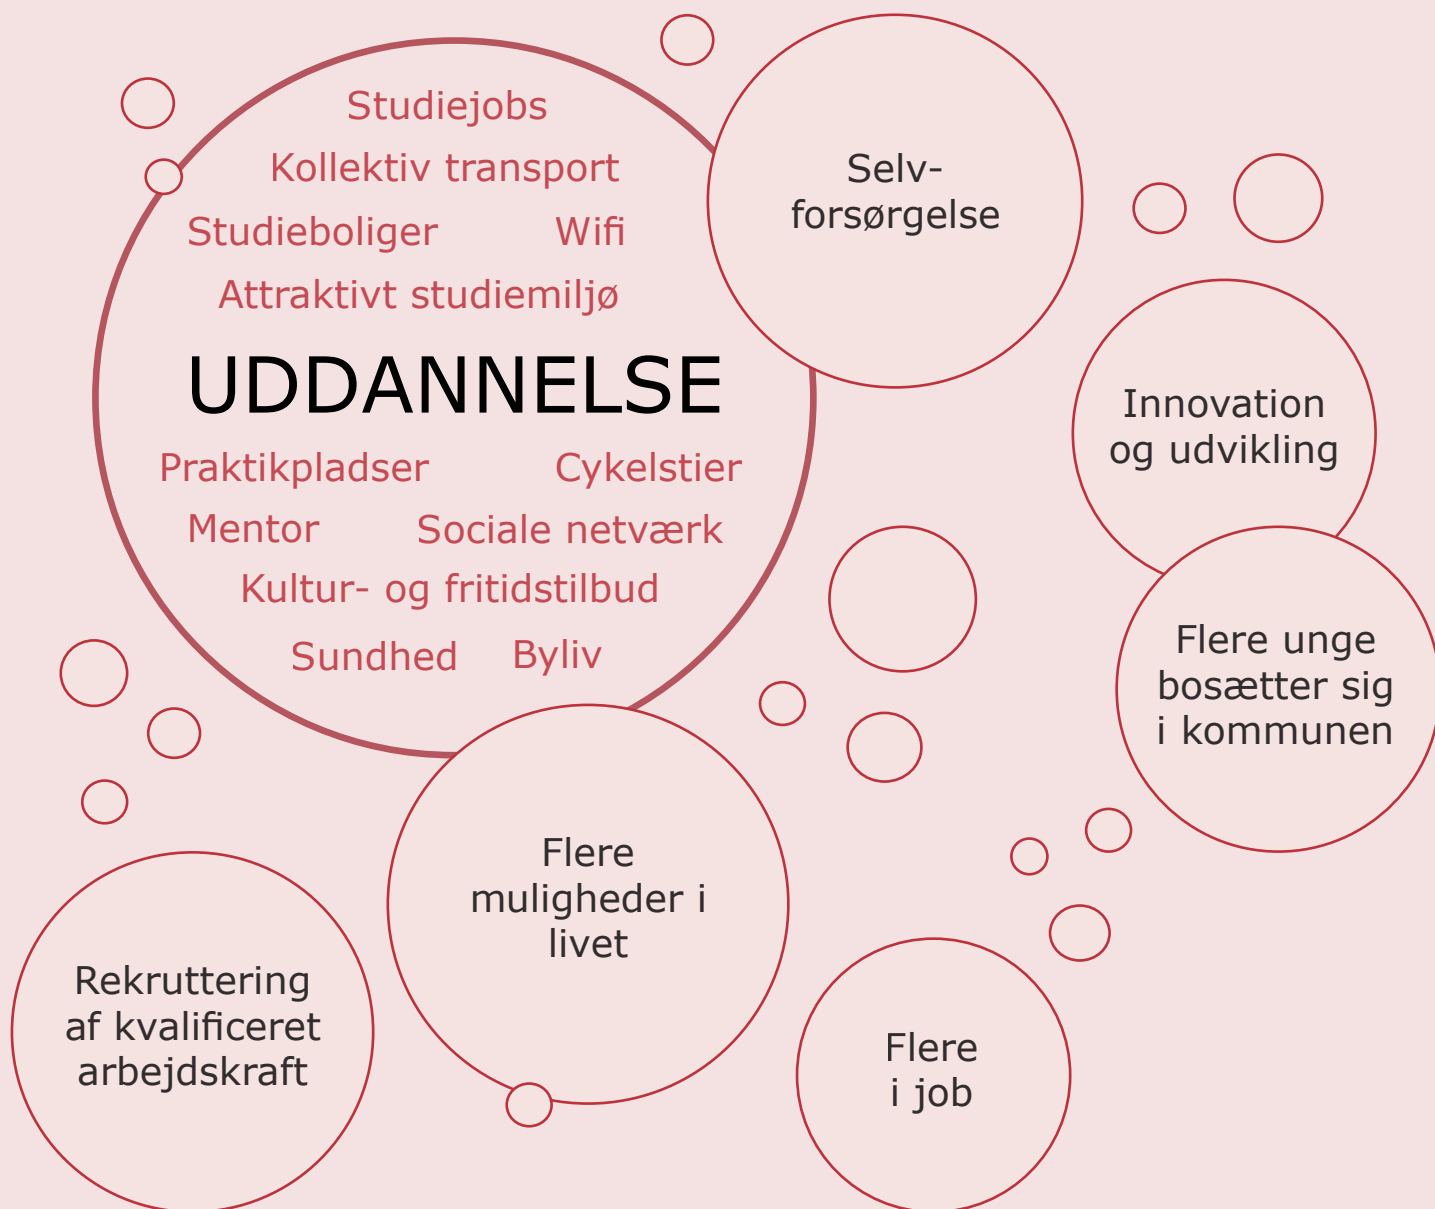 Studiejobs
Kollektiv transport
Studieboliger Wifi
Attraktivt studiemiljø
UDDANNELSE
Praktikpladser Cykelstier
Mentor Sociale netværk
Kultur- og fritidstilbud
Sundhed Byliv
Selv-
forsørgelse
Innovation
og udvikling
Flere unge
bosætter sig
i kommunen
Flere
muligheder i
livet
Rekruttering
af kvalificeret
arbejdskraft
Flere
i job